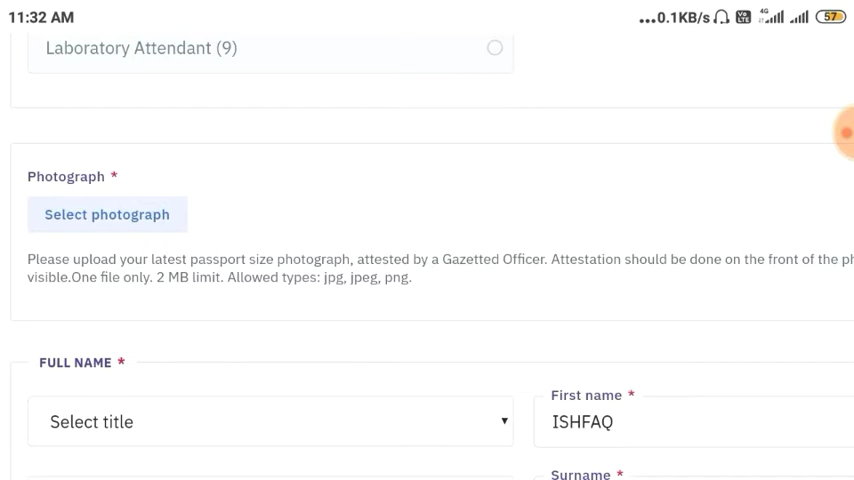 11:32 AM
...0.1KB/s Vo LTE 4G 57
Laboratory Attendant (9)
Photograph *
Select photograph
Please upload your latest passport size photograph, attested by a Gazetted Officer. Attestation should be done on the front of the ph
visible.One file only. 2 MB limit. Allowed types: jpg, jpeg, png.
FULL NAME *
First name *
Select title
ISHFAQ
Surname *